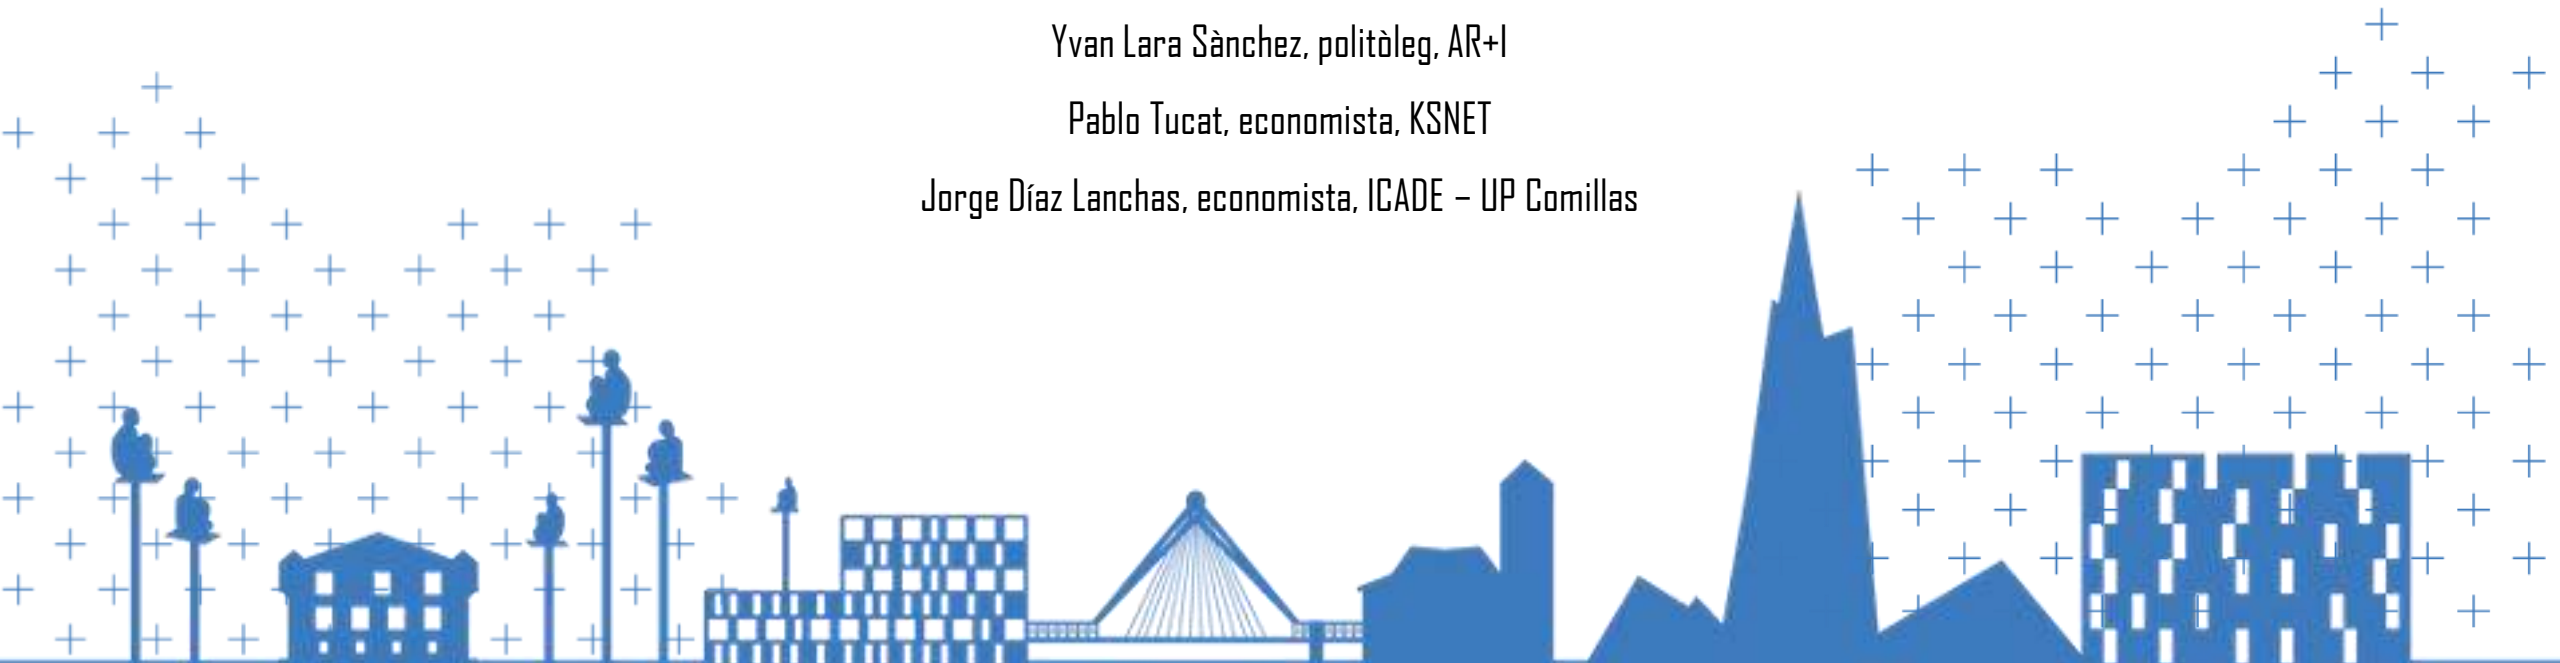 Yvan Lara Sànchez, politòleg, AR+I
Pablo Tucat, economista, KSNET
Jorge Díaz Lanchas, economista, ICADE – UP Comillas